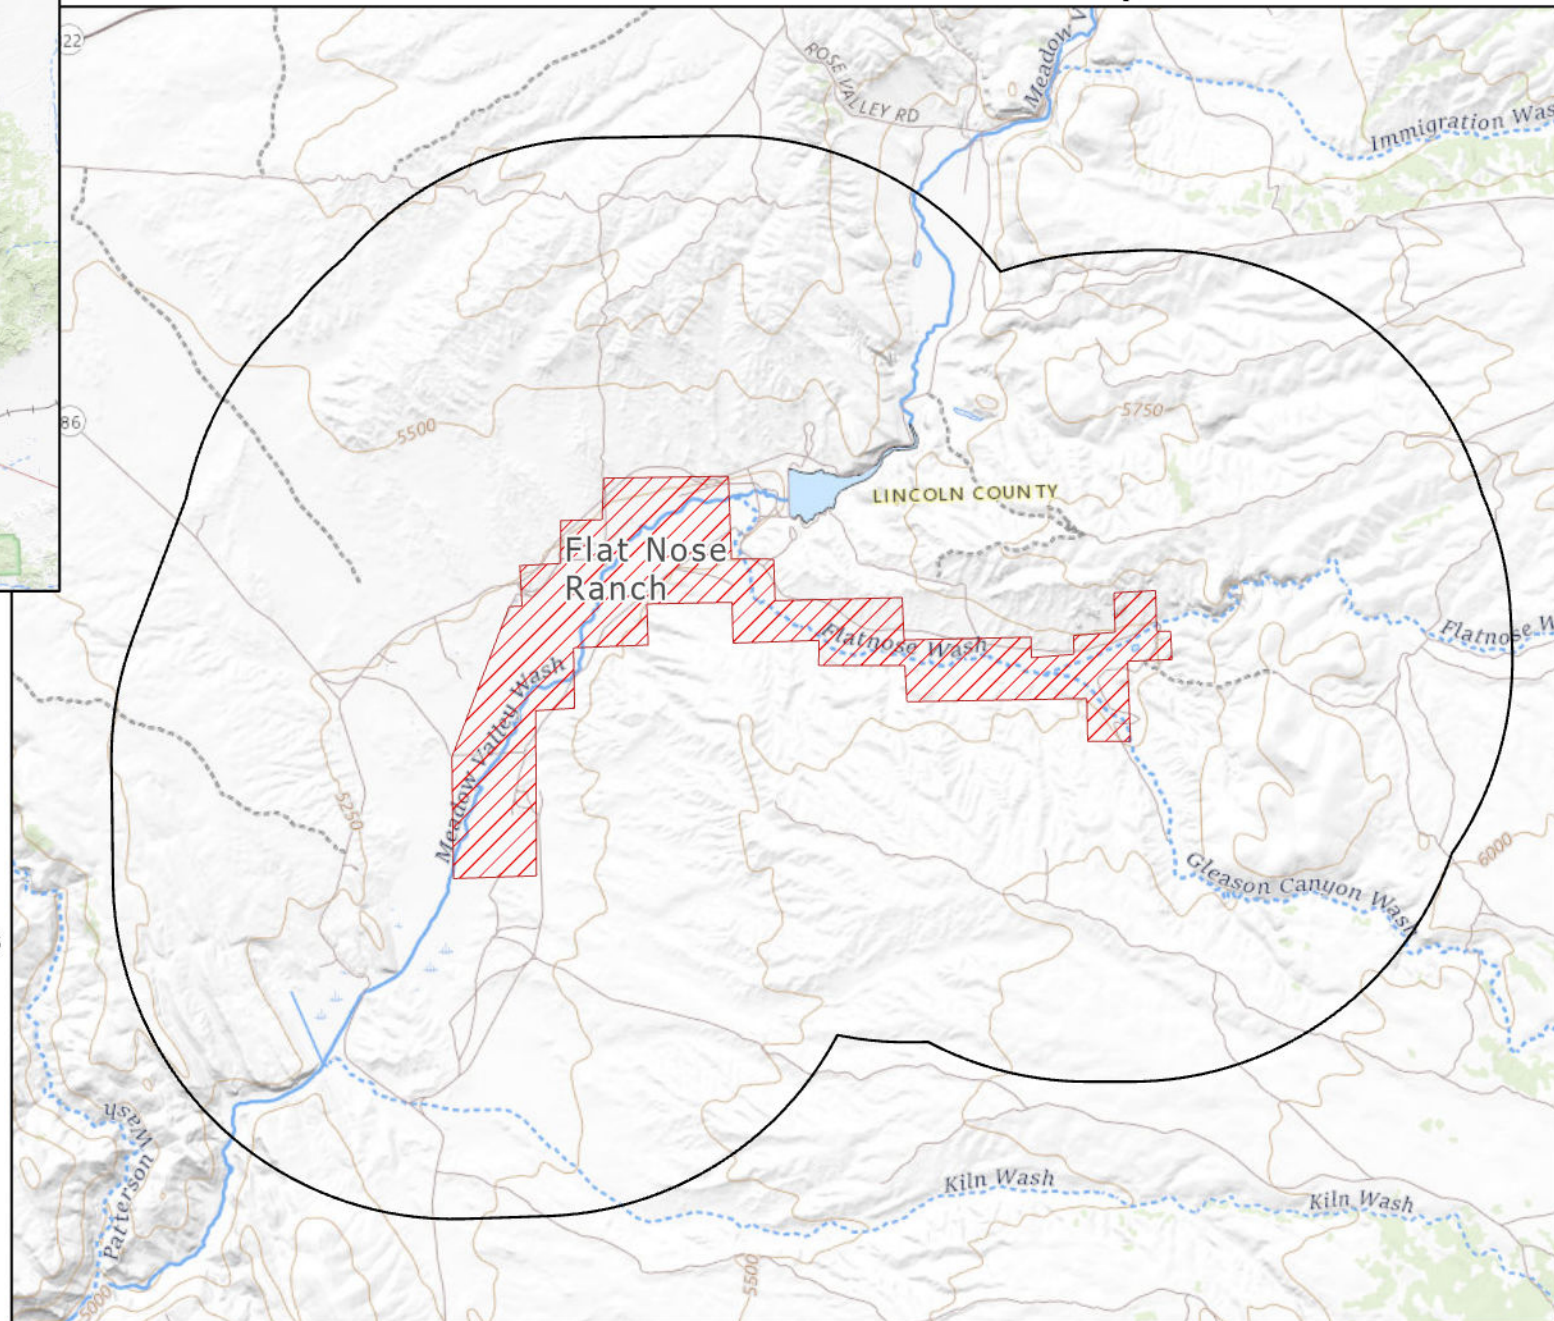 22
Meadow V
ROSE VALLEY RD
Immigration Was
86
5500
5750
LINCOLN COUNTY
Flat Nose
Ranch
Flatnose Wash
Flatnose W
Meadow Valley Wash
5250
6000
Gleason Canyon Wash
Patterson Wash
Kiln Wash
Kiln Wash
5500
5000